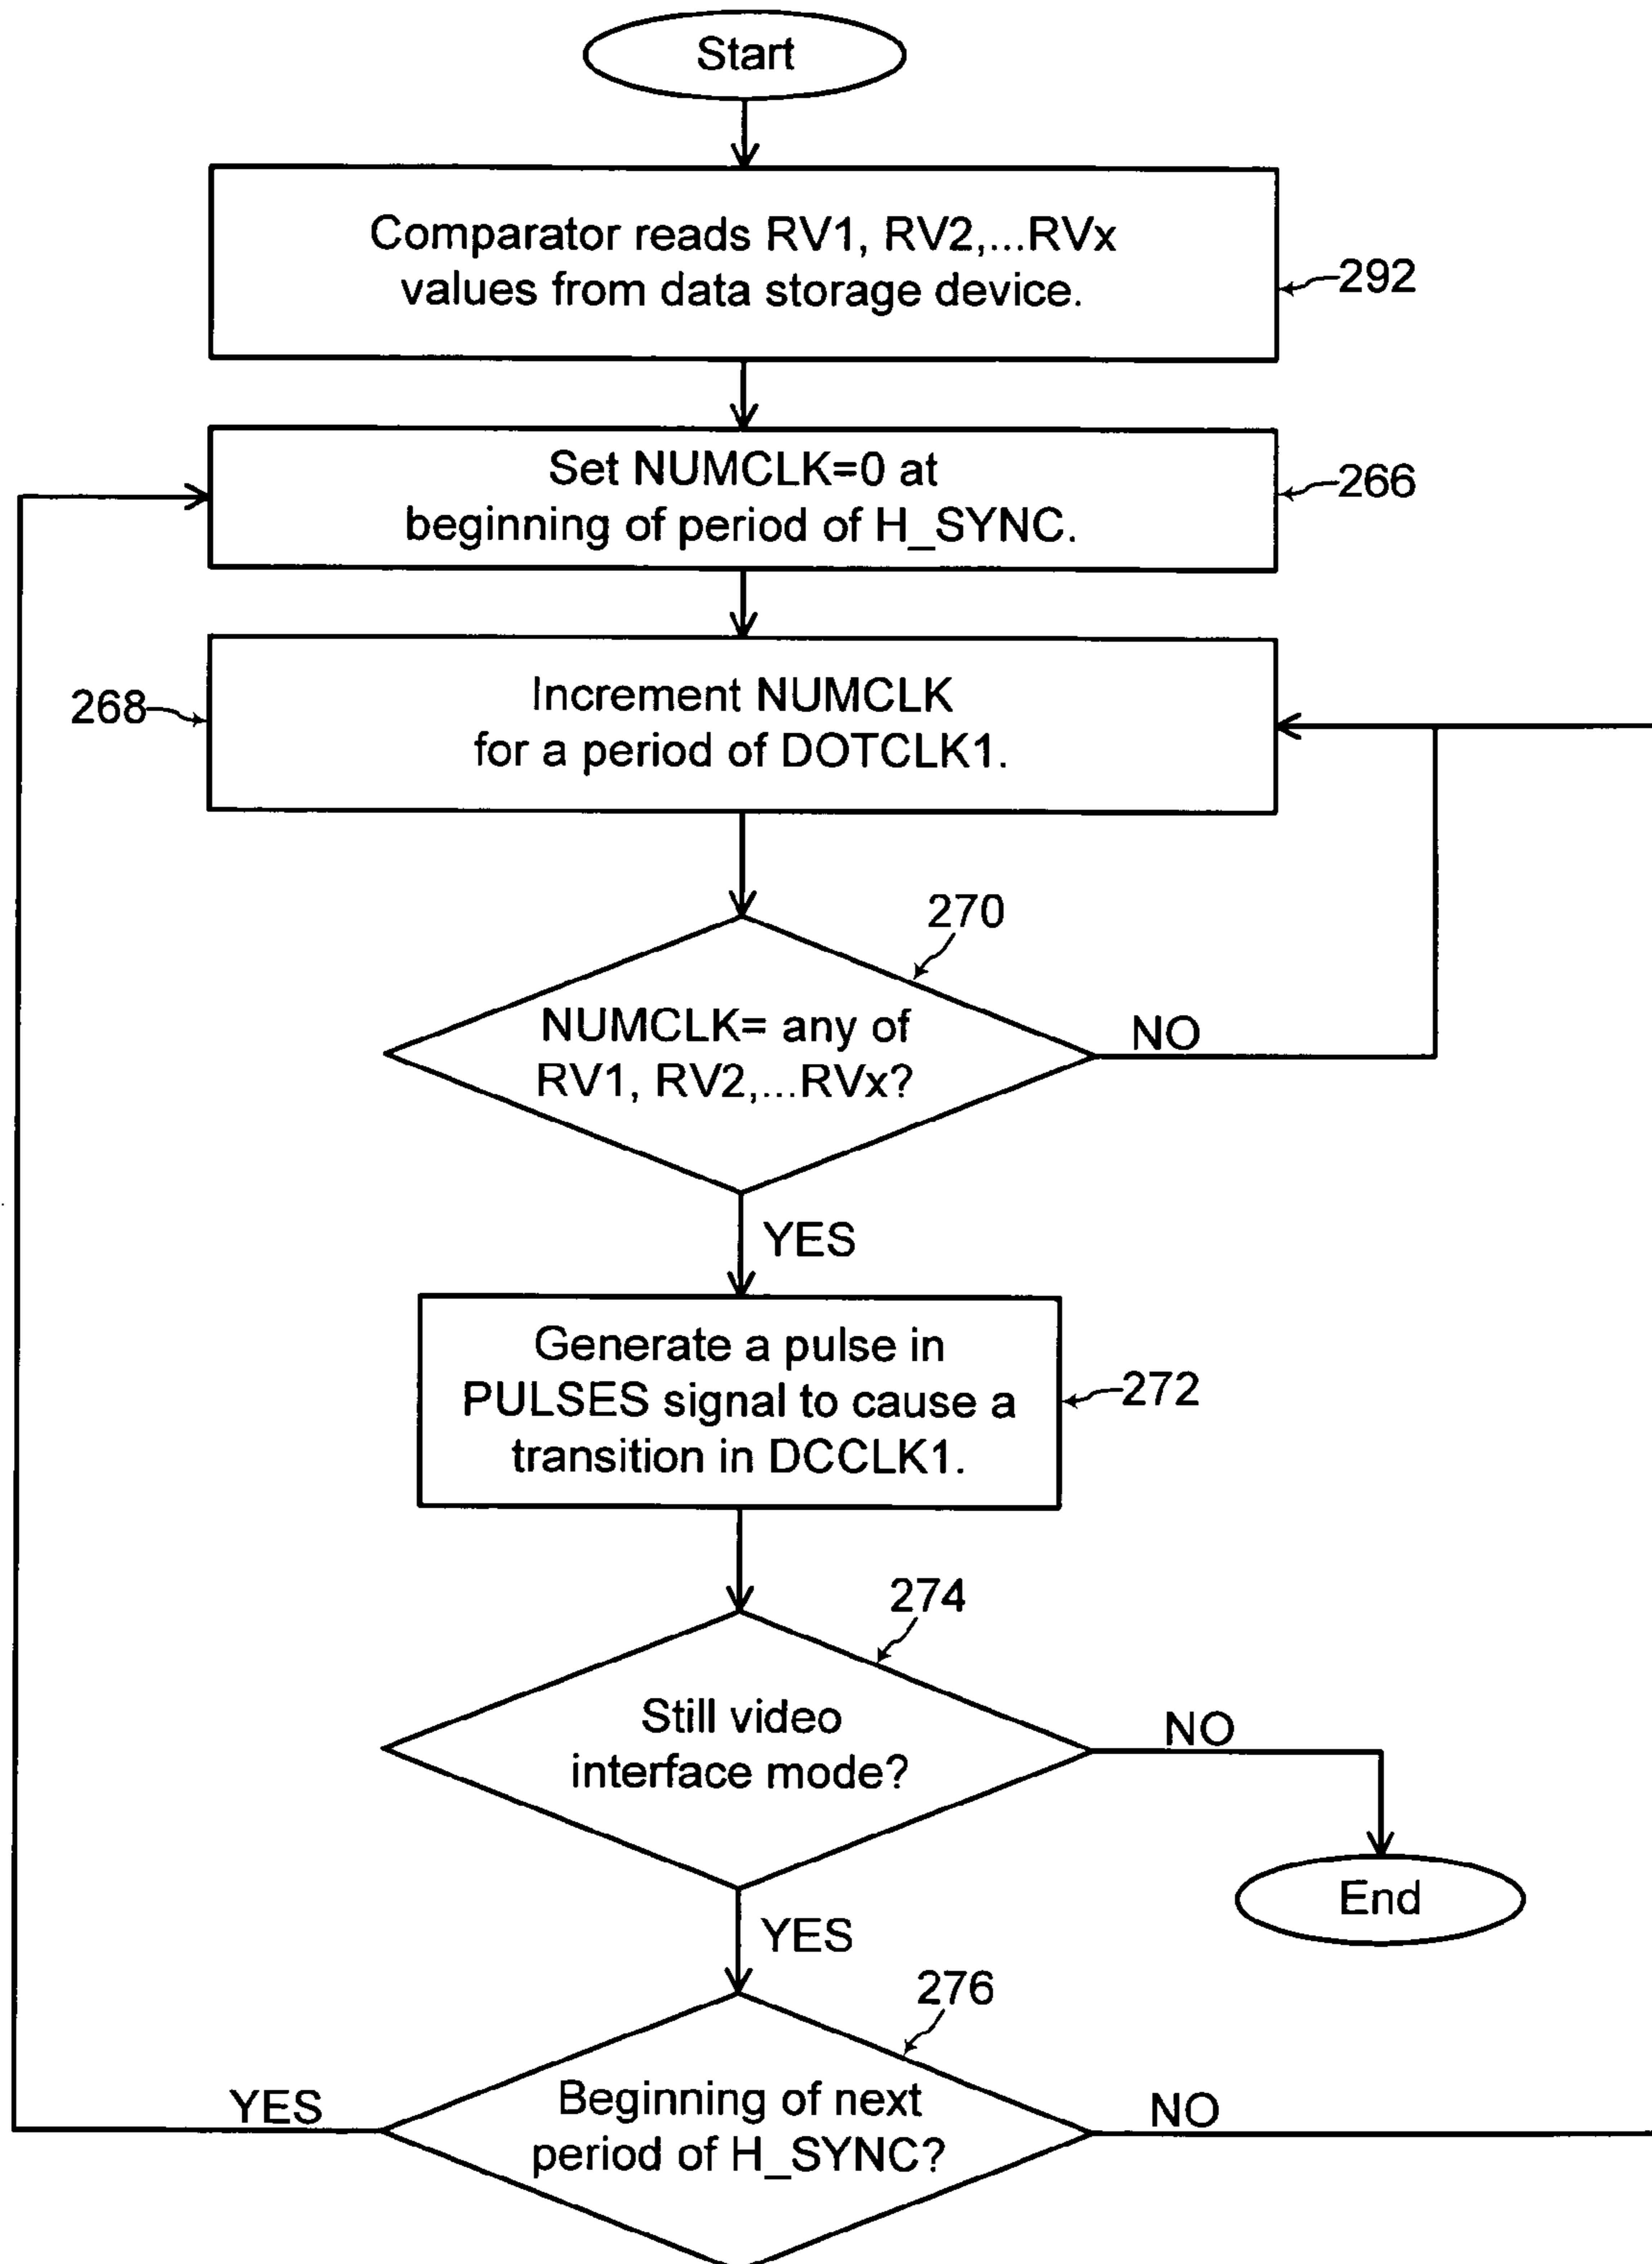 Start
Comparator reads RV1, RV2,...RVx
values from data storage device.
292
Set NUMCLK=0 at
beginning of period of H_SYNC.
266
268
Increment NUMCLK
for a period of DOTCLK1.
270
NUMCLK= any of
RV1, RV2,...RVx?
NO
YES
Generate a pulse in
PULSES signal to cause a
transition in DCCLK1.
272
274
Still video
interface mode?
NO
End
YES
276
YES
Beginning of next
period of H_SYNC?
NO